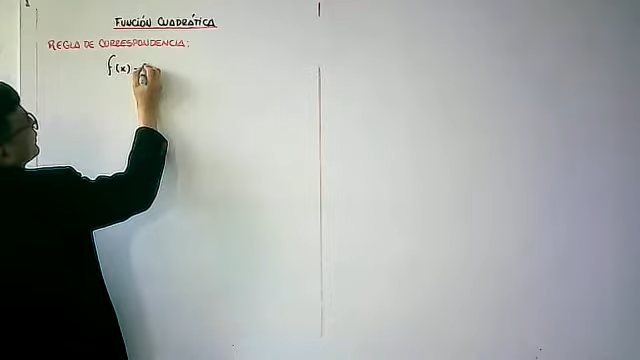 FUNCIÓN CUADRÁTICA
REGLA DE CORRESPONDENCIA:
f(x) =